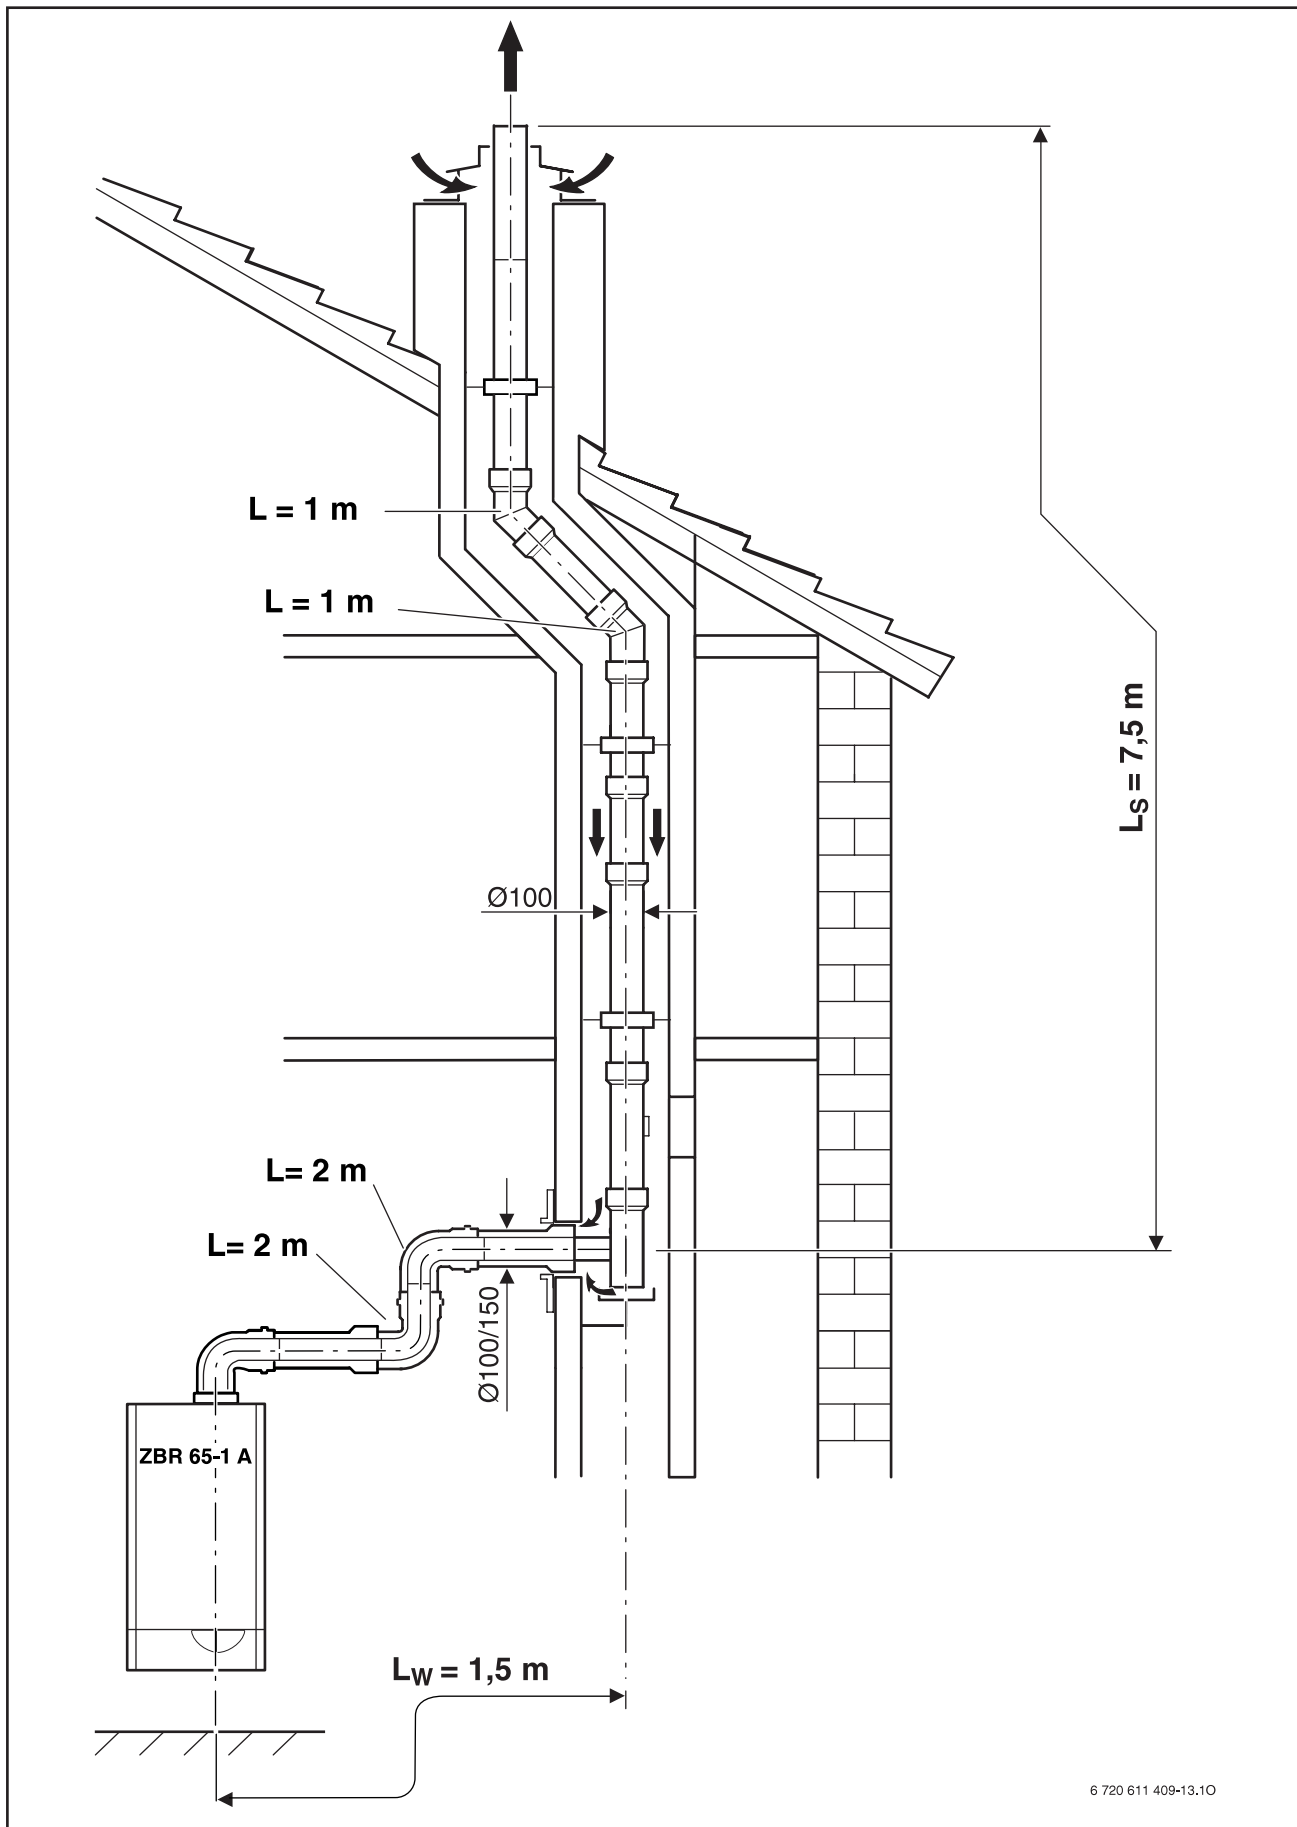 L = 1 m
L = 1 m
LS = 7,5 m
Ø100
L= 2 m
L= 2 m
Ø100/150
ZBR 65-1 A
LW = 1,5 m
6 720 611 409-13.1O